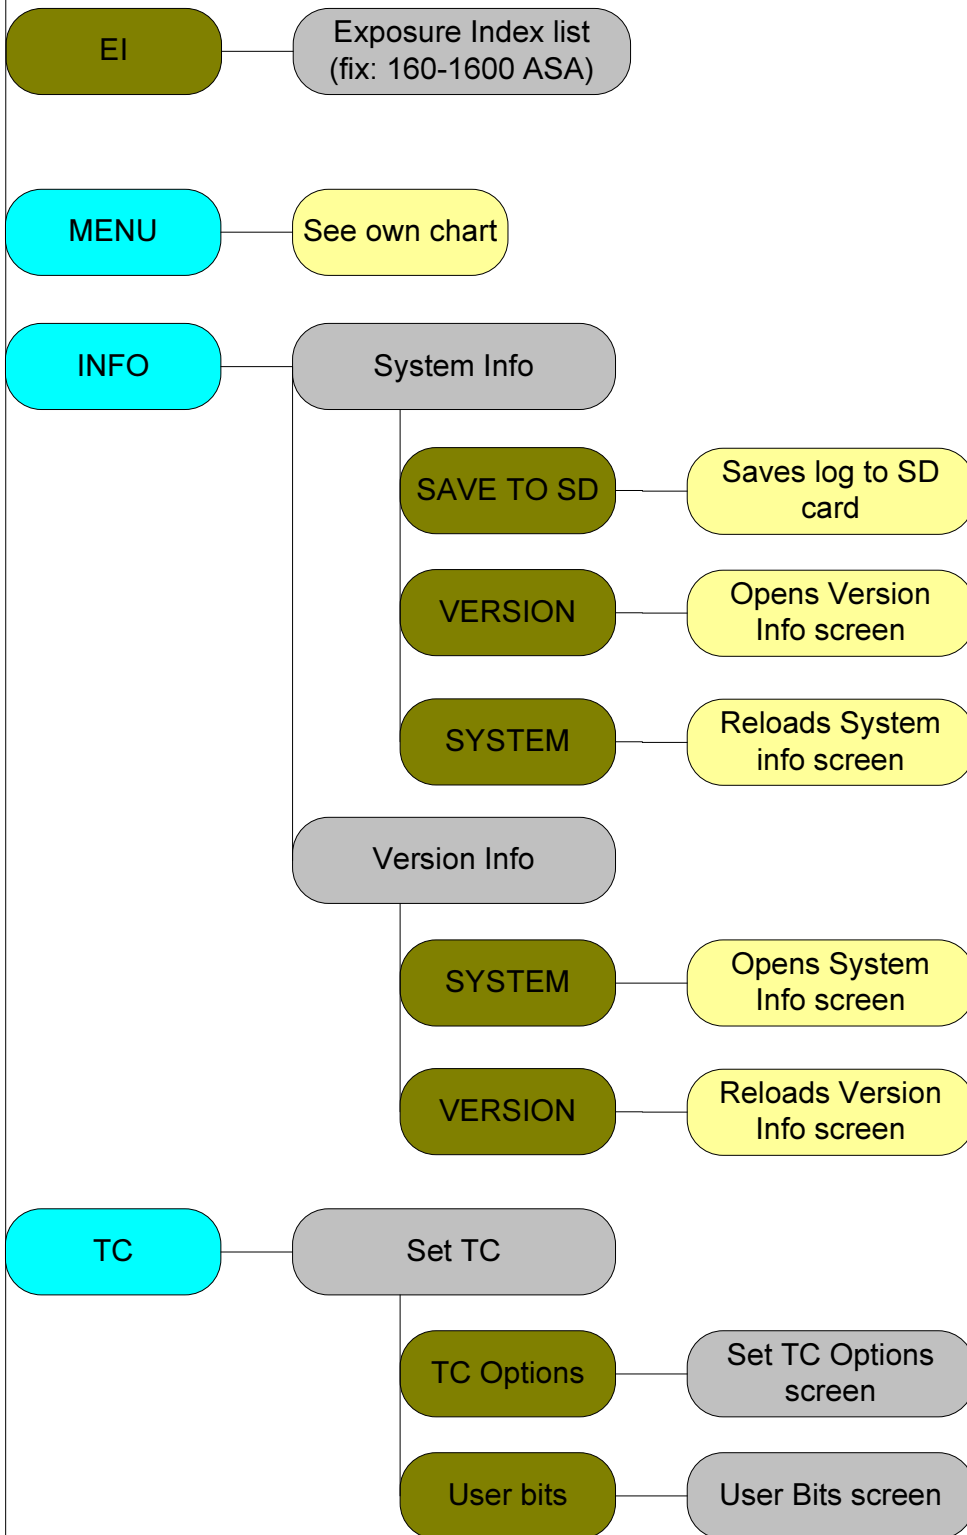 EI
Exposure Index list
(fix: 160-1600 ASA)
MENU
See own chart
INFO
System Info
SAVE TO SD
Saves log to SD
card
VERSION
Opens Version
Info screen
SYSTEM
Reloads System
info screen
Version Info
SYSTEM
Opens System
Info screen
VERSION
Reloads Version
Info screen
TC
Set TC
TC Options
Set TC Options
screen
User bits
User Bits screen